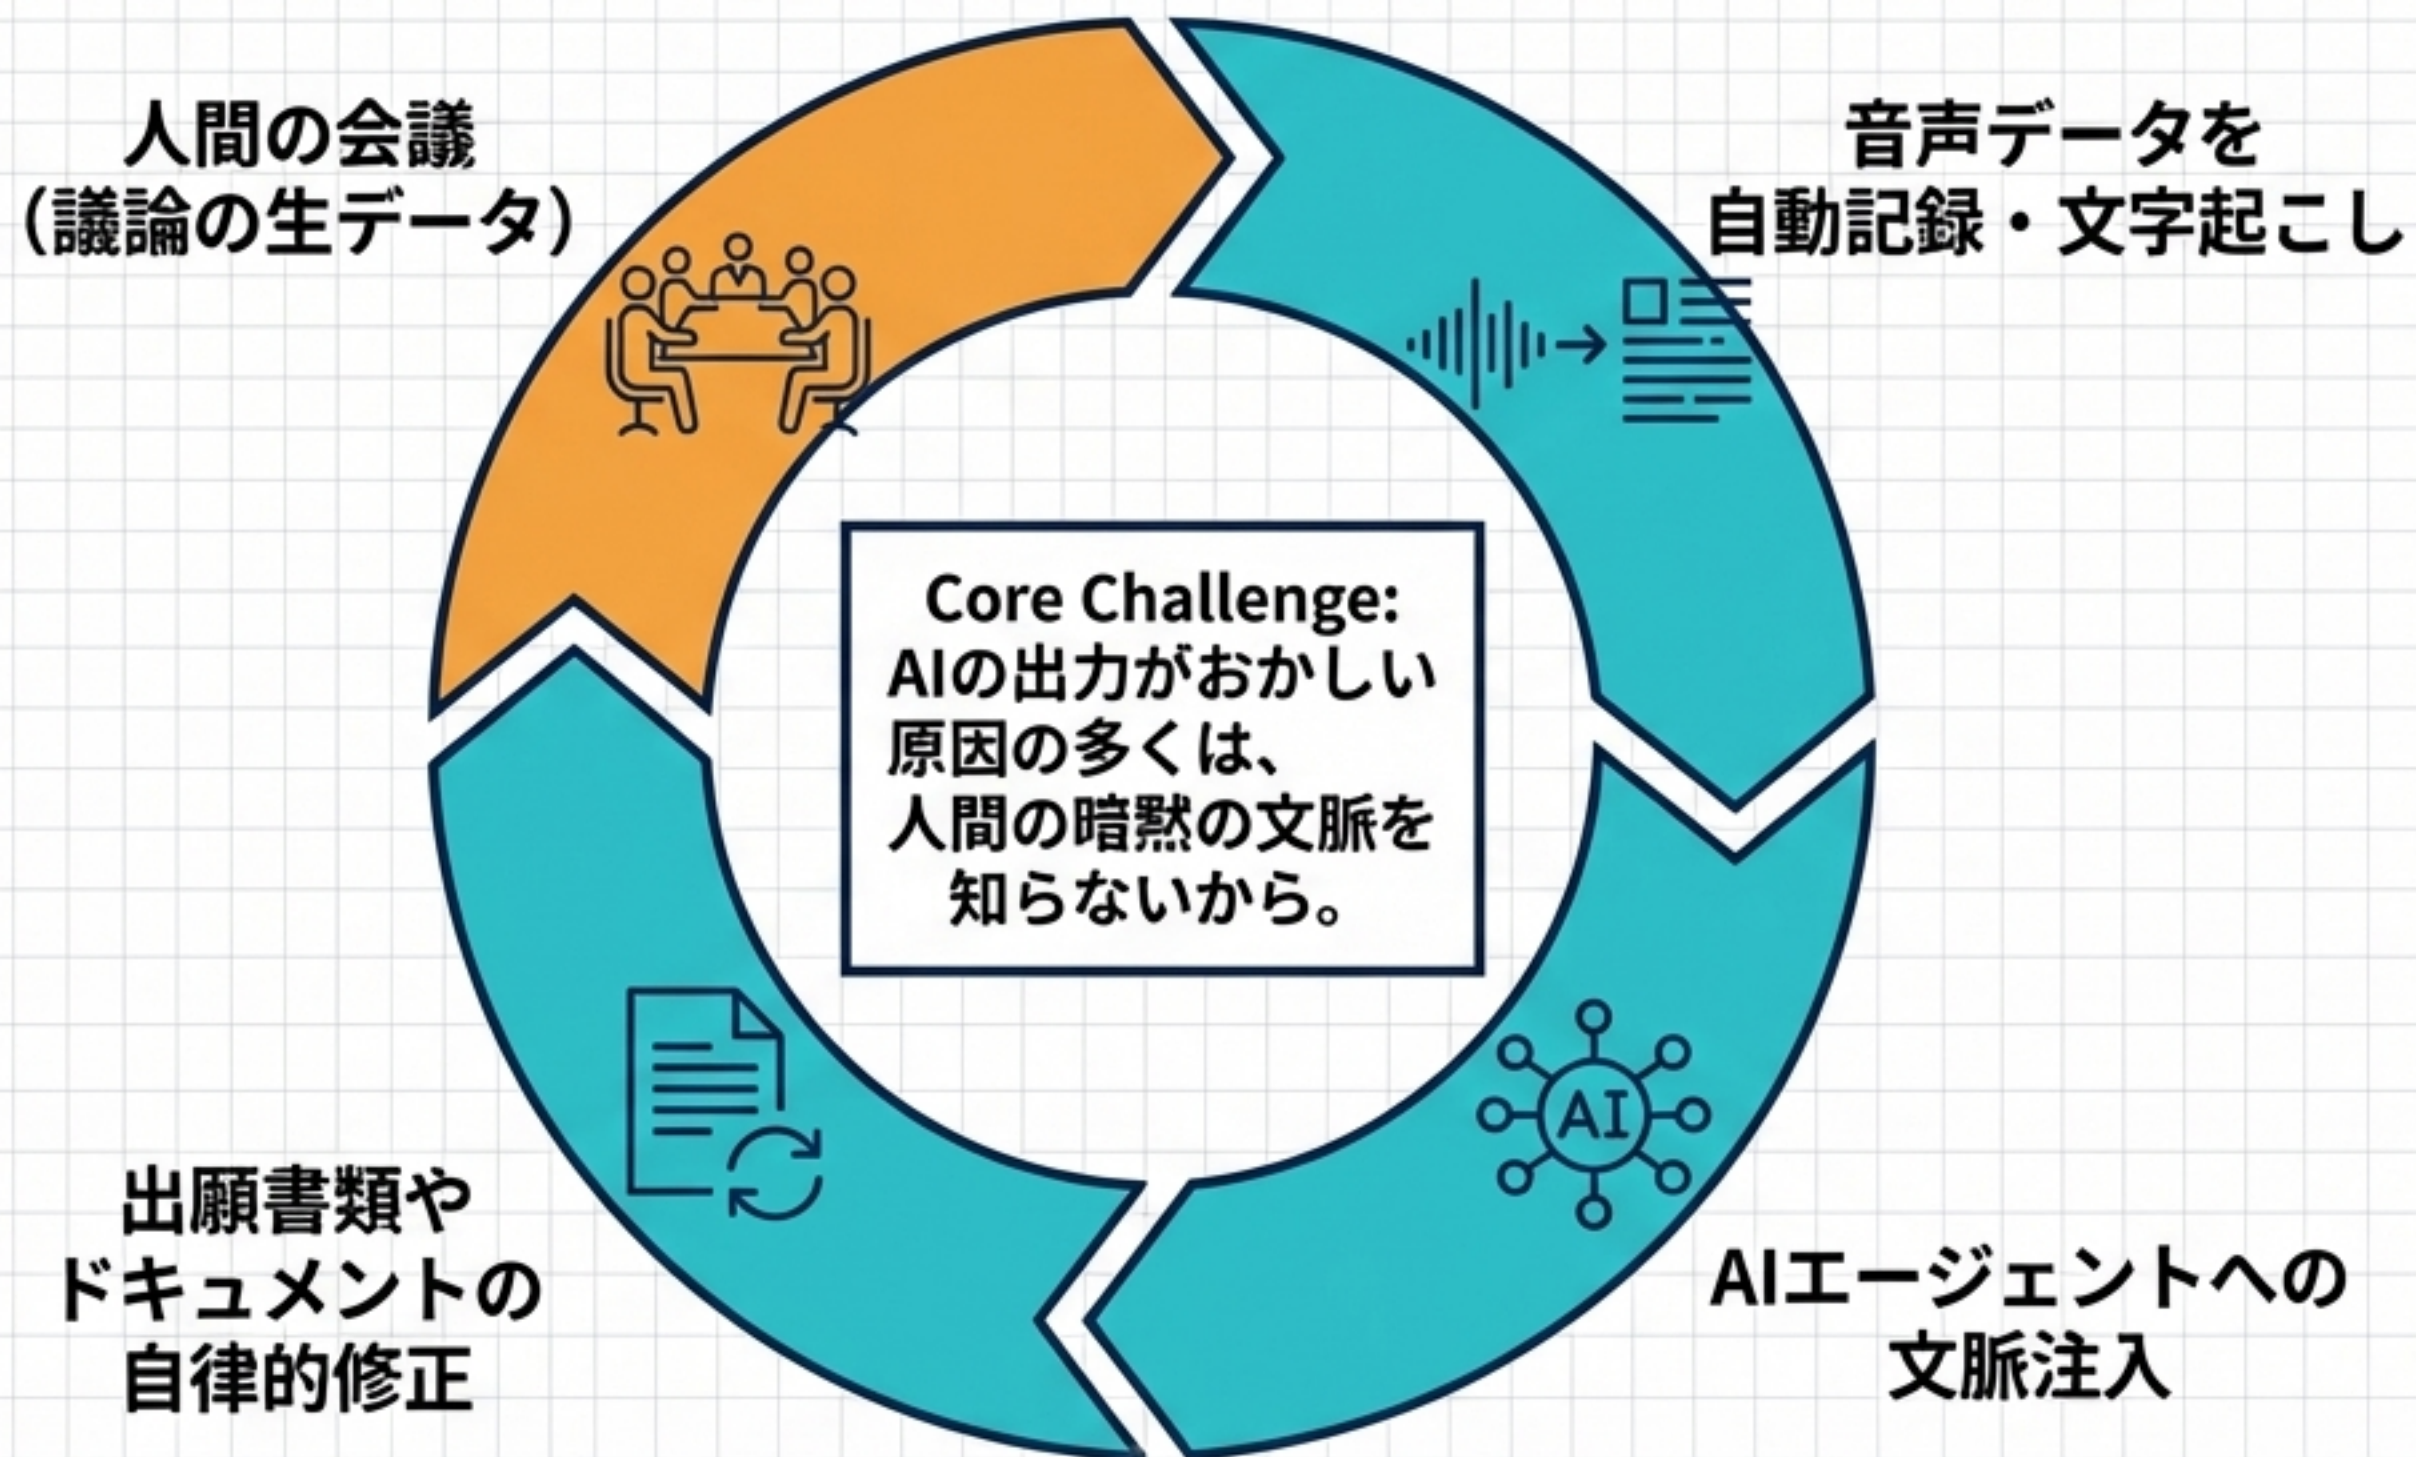 人間の会議
（議論の生データ）
音声データを
自動記録・文字起こし
Core Challenge:
AIの出力がおかしい
原因の多くは、
人間の暗黙の文脈を
知らないから。
AI
AIエージェントへの
文脈注入
出願書類や
ドキュメントの
自律的修正